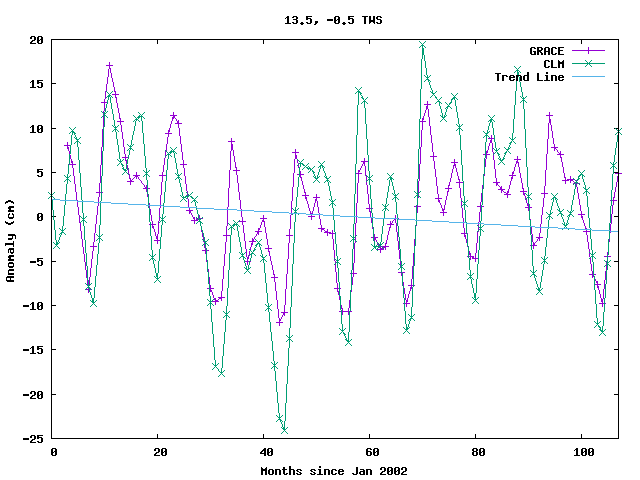 13.5, -0.5 TWS
GRACE
CLM
Trend Line
20
15
10
5
0
-5
-10
-15
-20
-25
Anomaly (cm)
0 20 40 60 80 100
Months since Jan 2002